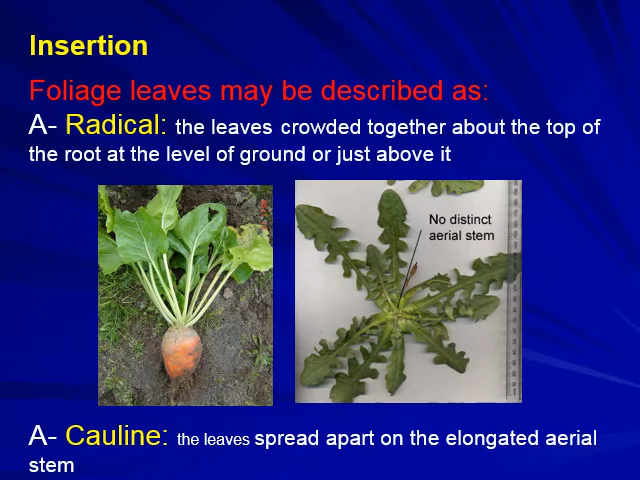 Insertion
Foliage leaves may be described as:
A- Radical: the leaves crowded together about the top of
the root at the level of ground or just above it
No distinct
aerial stem
A- Cauline: the leaves spread apart on the elongated aerial
stem